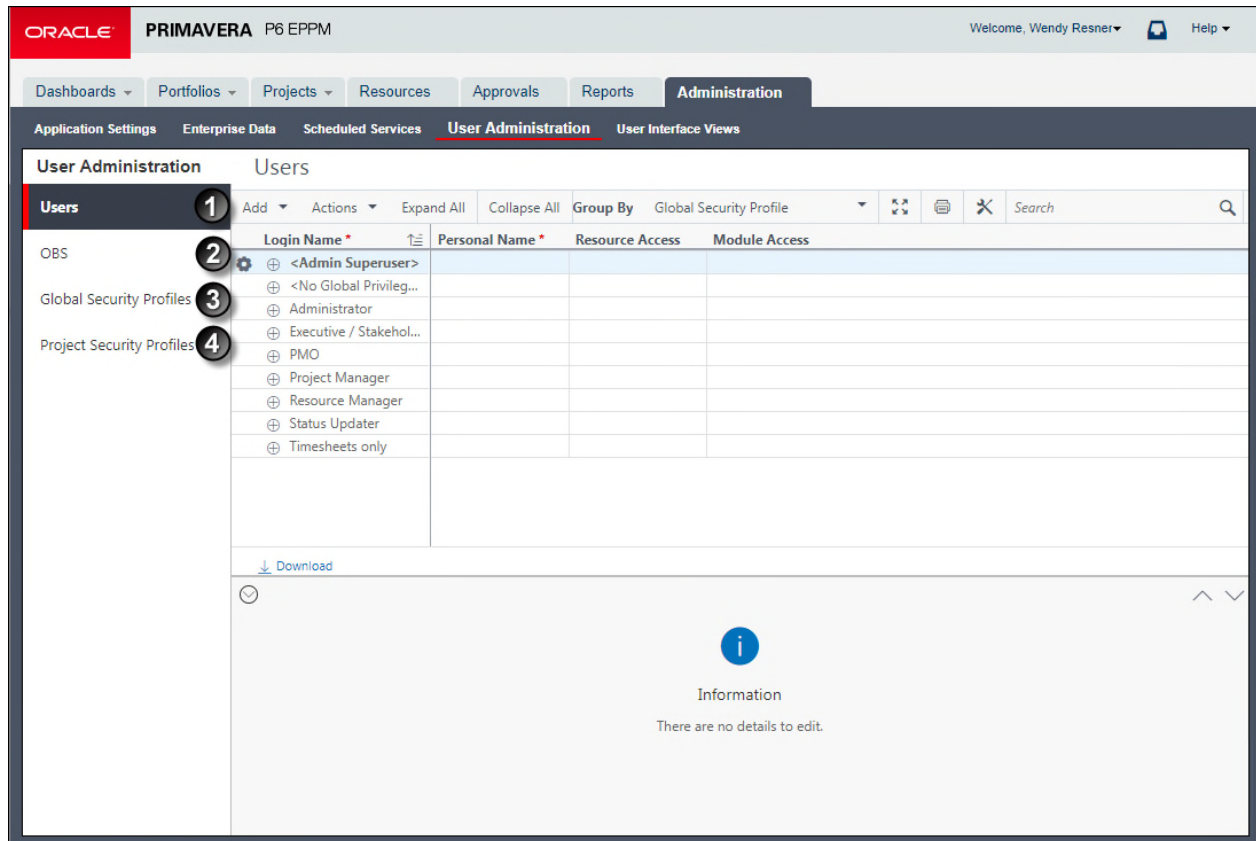 ORACLE PRIMAVERA P6 EPPM Welcome, Wendy Resner Help
Dashboards Portfolios Projects Resources Approvals Reports Administration
Application Settings Enterprise Data Scheduled Services User Administration User Interface Views
User Administration
Users
1
OBS
2
Global Security Profiles
3
Project Security Profiles
4
Users
Add Actions Expand All Collapse All Group By Global Security Profile Search
Login Name * Personal Name * Resource Access Module Access
<Admin Superuser>
<No Global Privileg...
Administrator
Executive / Stakehol...
PMO
Project Manager
Resource Manager
Status Updater
Timesheets only
Download
i
Information
There are no details to edit.